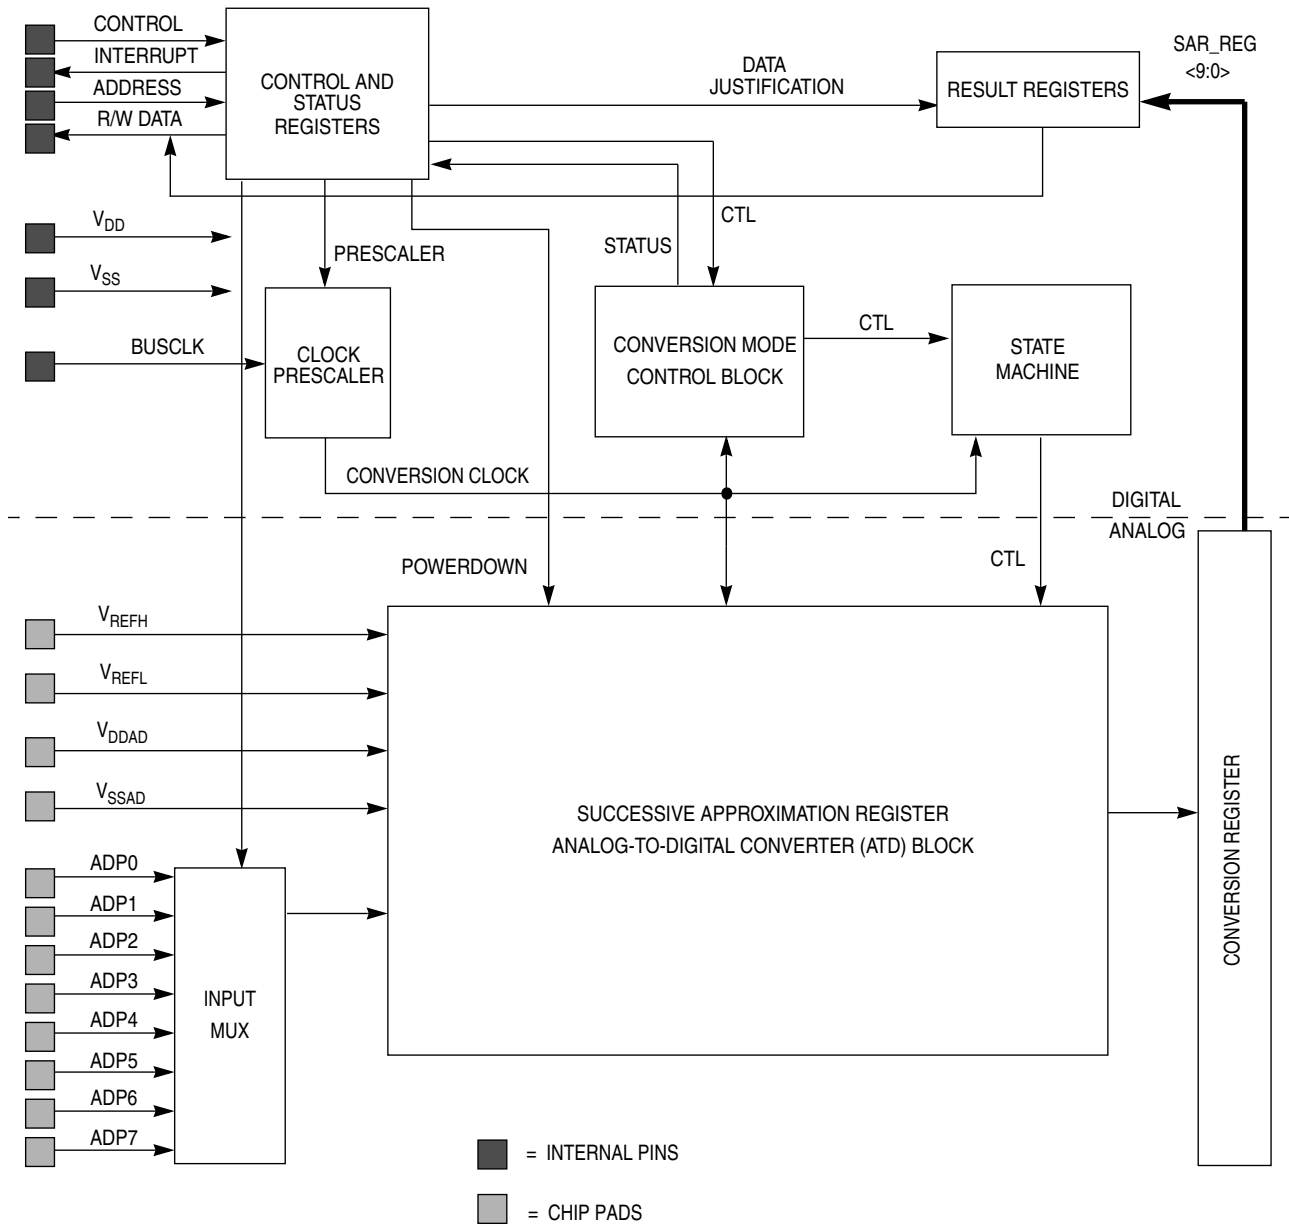 CONTROL
INTERRUPT
ADDRESS
R/W DATA
CONTROL AND
STATUS
REGISTERS
DATA
JUSTIFICATION
RESULT REGISTERS
SAR_REG
<9:0>
VDD
VSS
BUSCLK
PRESCALER
CLOCK
PRESCALER
STATUS
CTL
CONVERSION MODE
CONTROL BLOCK
CTL
STATE
MACHINE
CONVERSION CLOCK
DIGITAL
ANALOG
POWERDOWN
CTL
VREFH
VREFL
VDDAD
VSSAD
SUCCESSIVE APPROXIMATION REGISTER
ANALOG-TO-DIGITAL CONVERTER (ATD) BLOCK
CONVERSION REGISTER
ADP0
ADP1
ADP2
ADP3
ADP4
ADP5
ADP6
ADP7
INPUT
MUX
= INTERNAL PINS
= CHIP PADS